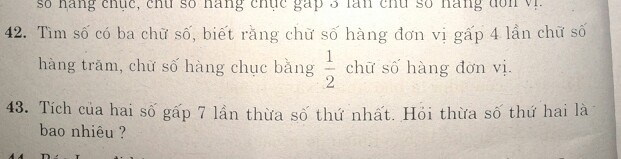 số hàng chục, chữ số hàng chục gấp 3 lần chữ số hàng đơn vị.
42. Tìm số có ba chữ số, biết rằng chữ số hàng đơn vị gấp 4 lần chữ số
hàng trăm, chữ số hàng chục bằng 1/2 chữ số hàng đơn vị.
43. Tích của hai số gấp 7 lần thừa số thứ nhất. Hỏi thừa số thứ hai là
bao nhiêu ?